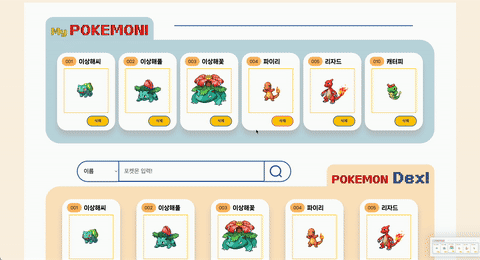 My POKEMON!
001 이상해씨
002 이상해풀
003 이상해꽃
004 파이리
005 리자드
010 캐터피
삭제
삭제
삭제
삭제
삭제
삭제
이름
포켓몬 입력!
POKEMON Dex!
001 이상해씨
002 이상해풀
003 이상해꽃
004 파이리
005 리자드